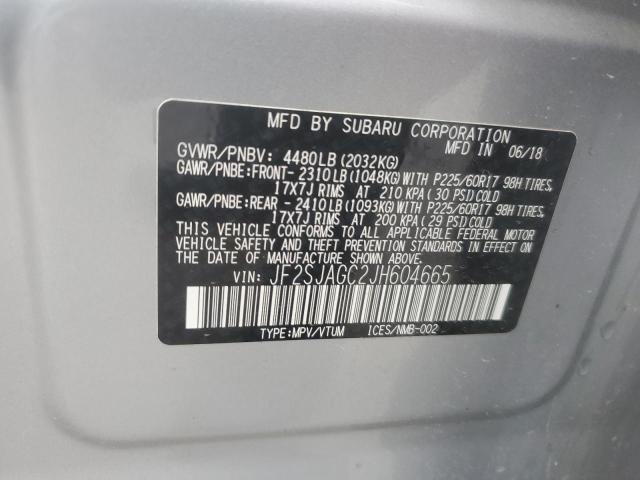 MFD BY SUBARU CORPORATION
MFD IN 06/18
GVWR/PNBV: 4480LB(2032KG)
GAWR/PNBE:FRONT- 2310LB(1048KG)WITH P225/60R17 98H TIRES,
17X7J RIMS AT 210 KPA(30 PSI)COLD
GAWR/PNBE:REAR - 2410LB(1093KG)WITH P225/60R17 98H TIRES,
17X7J RIMS AT 200 KPA(29 PSI)COLD
THIS VEHICLE CONFORMS TO ALL APPLICABLE FEDERAL MOTOR
VEHICLE SAFETY AND THEFT PREVENTION STANDARDS IN EFFECT ON
THE DATE OF MANUFACTURE SHOWN ABOVE.
VIN: JF2SJAGC2JH604665
TYPE:MPV/VTUM ICES/NMB-002